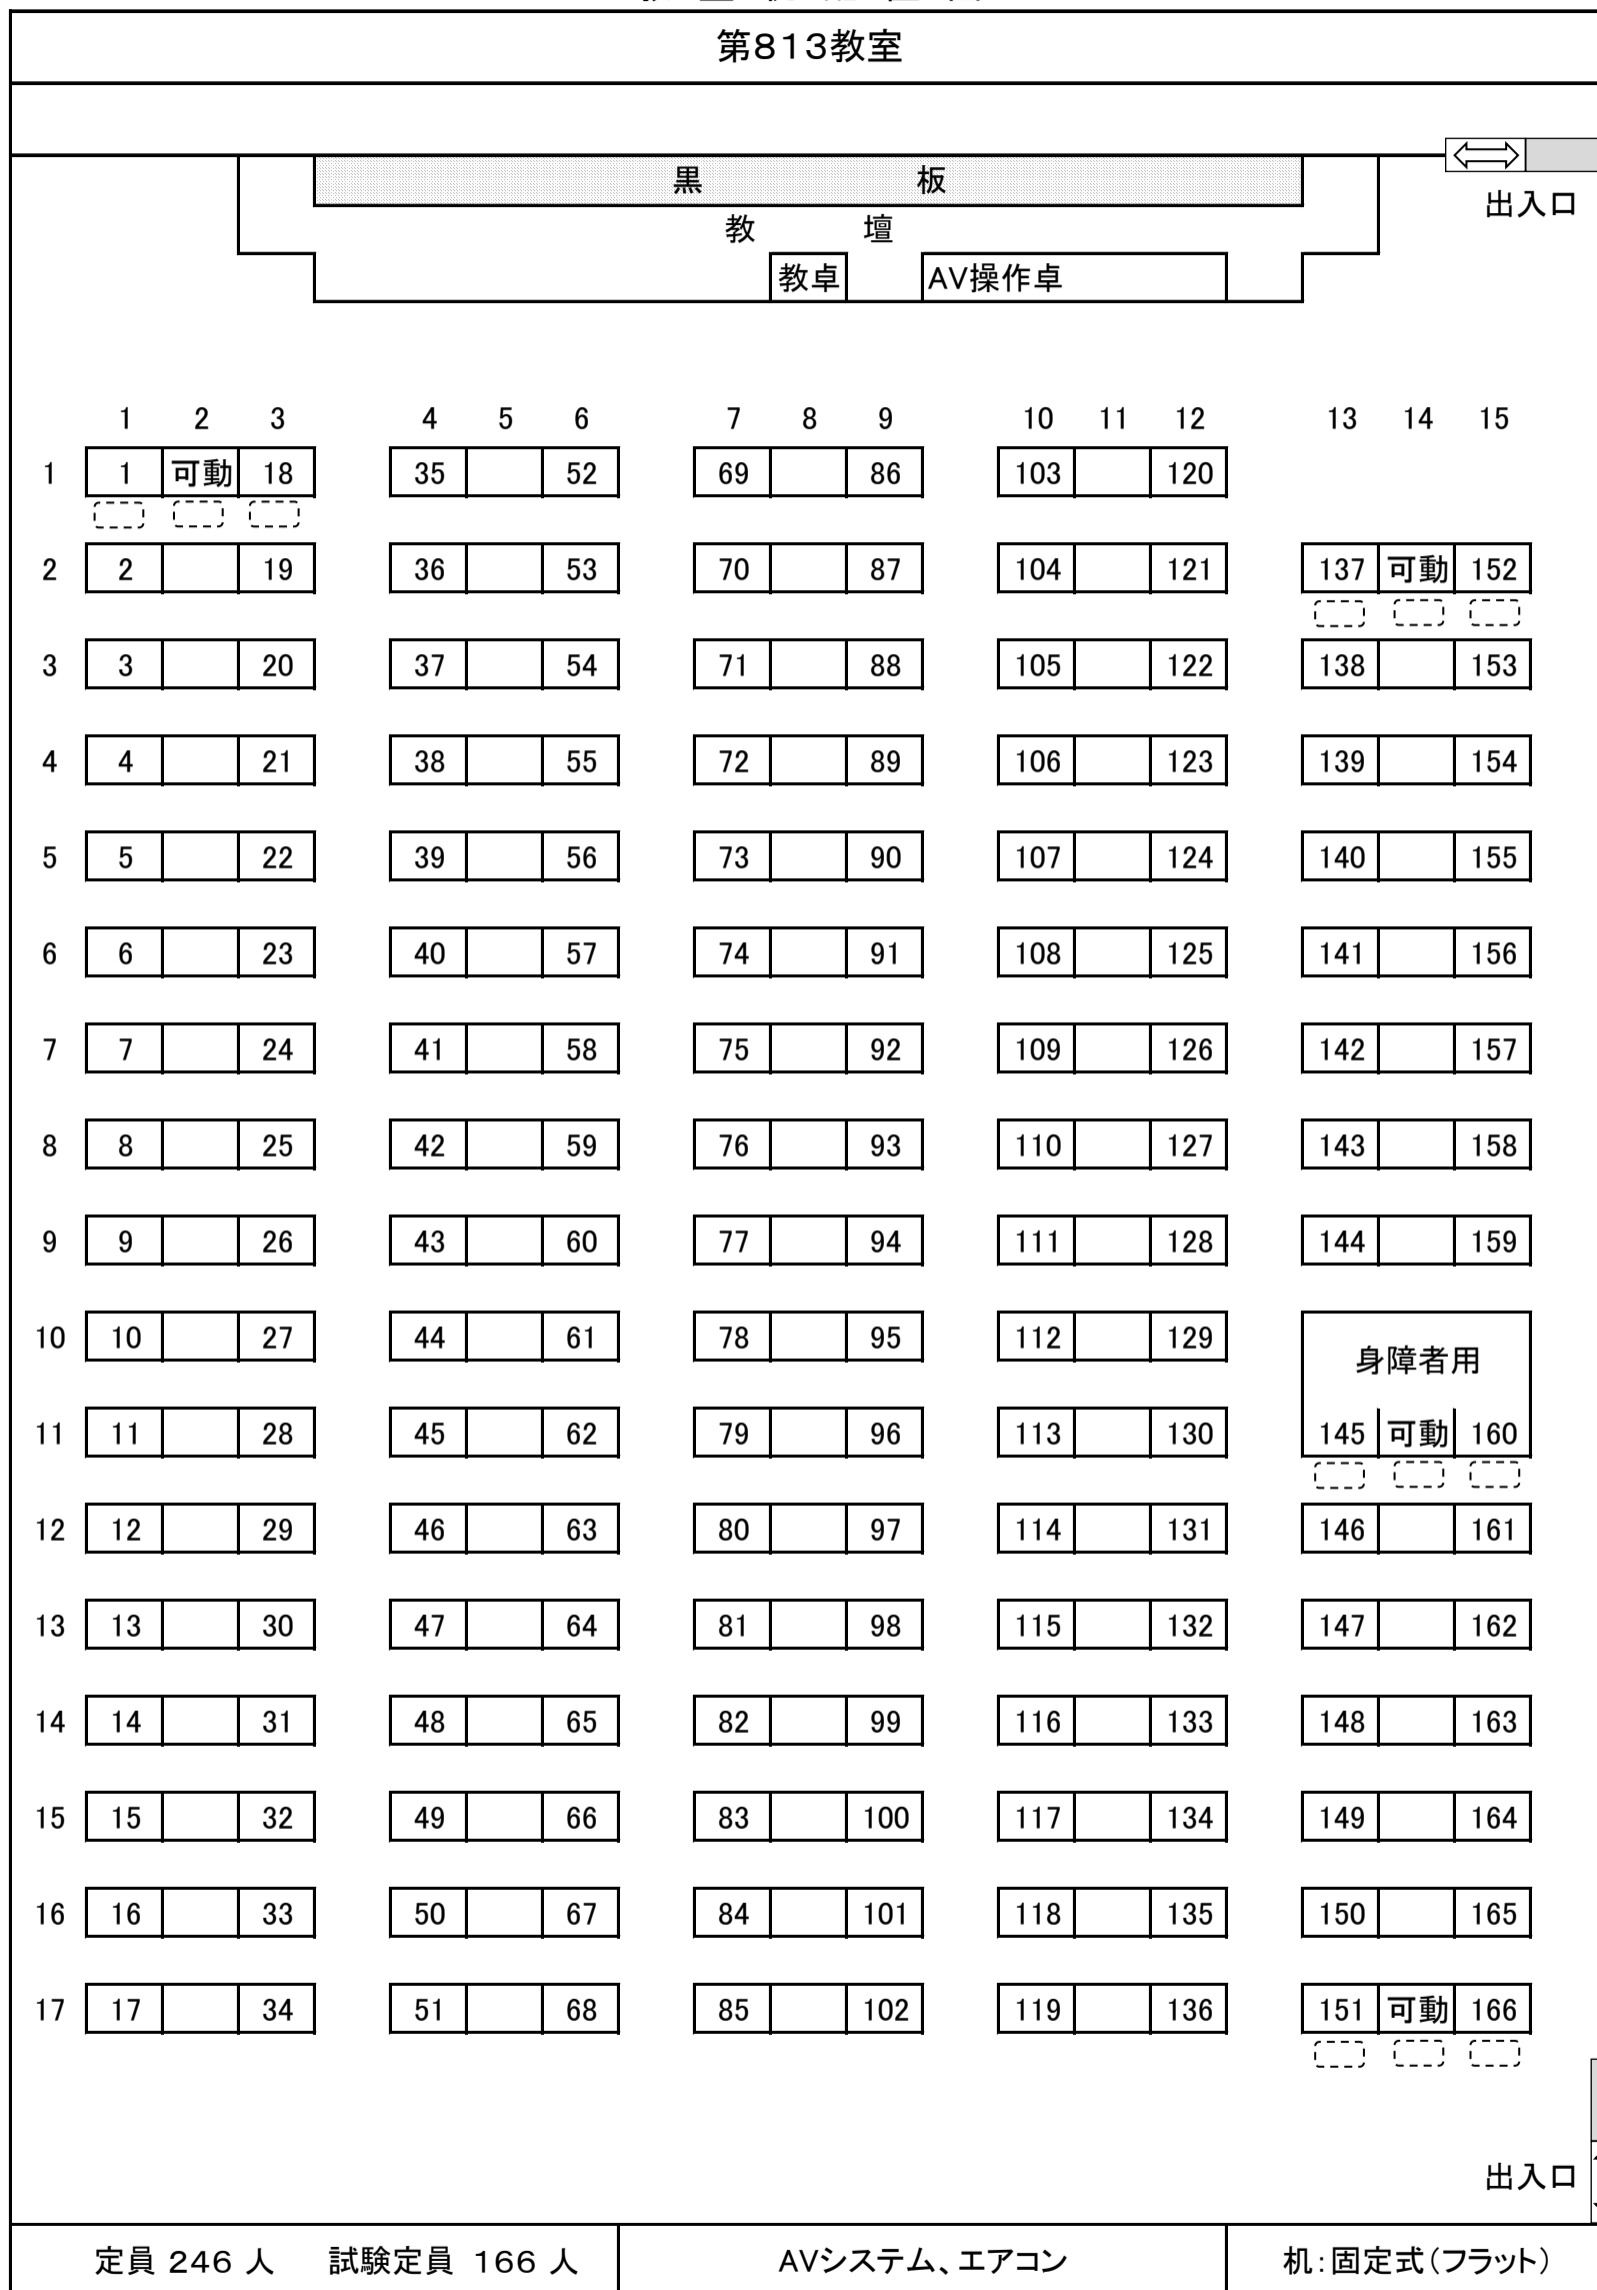 第813教室
黒 板
出入口
教 壇
教卓 AV操作卓
1 2 3 4 5 6 7 8 9 10 11 12 13 14 15
1 1 可動 18 35 52 69 86 103 120
2 2 19 36 53 70 87 104 121 137 可動 152
3 3 20 37 54 71 88 105 122 138 153
4 4 21 38 55 72 89 106 123 139 154
5 5 22 39 56 73 90 107 124 140 155
6 6 23 40 57 74 91 108 125 141 156
7 7 24 41 58 75 92 109 126 142 157
8 8 25 42 59 76 93 110 127 143 158
9 9 26 43 60 77 94 111 128 144 159
10 10 27 44 61 78 95 112 129
身障者用
11 11 28 45 62 79 96 113 130 145 可動 160
12 12 29 46 63 80 97 114 131 146 161
13 13 30 47 64 81 98 115 132 147 162
14 14 31 48 65 82 99 116 133 148 163
15 15 32 49 66 83 100 117 134 149 164
16 16 33 50 67 84 101 118 135 150 165
17 17 34 51 68 85 102 119 136 151 可動 166
出入口
定員 246 人 試験定員 166 人 AVシステム、エアコン 机:固定式(フラット)